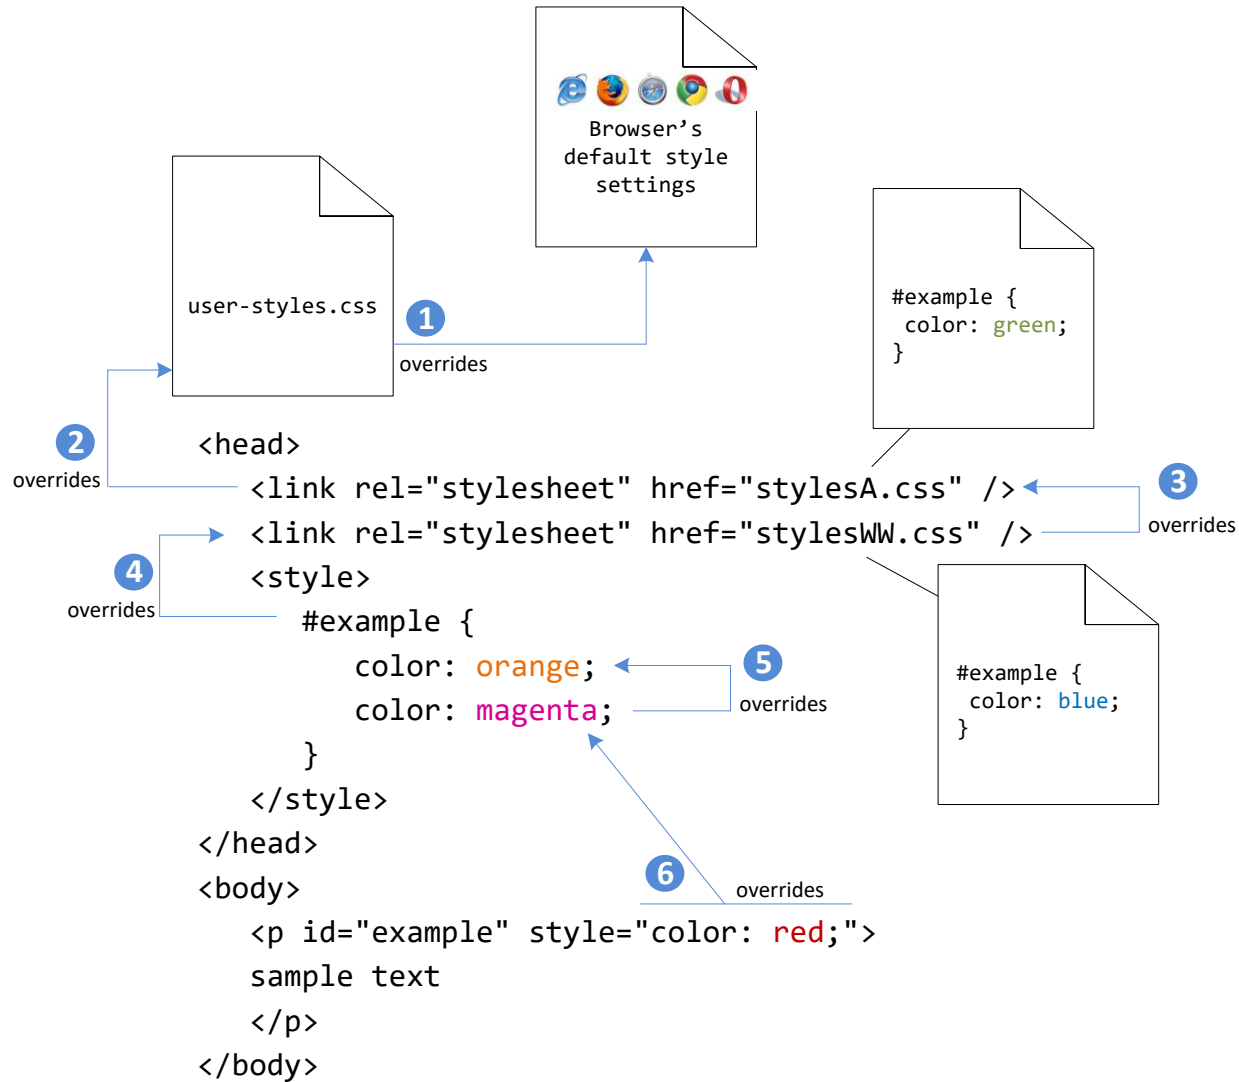 Browser’s
default style
settings
user-styles.css
1
overrides
#example {
color: green;
}
2
overrides
<head>
<link rel="stylesheet" href="stylesA.css" />
3
overrides
<link rel="stylesheet" href="stylesWW.css" />
4
overrides
<style>
#example {
color: orange;
color: magenta;
5
overrides
}
</style>
#example {
color: blue;
}
</head>
6
overrides
<body>
<p id="example" style="color: red;">
sample text
</p>
</body>